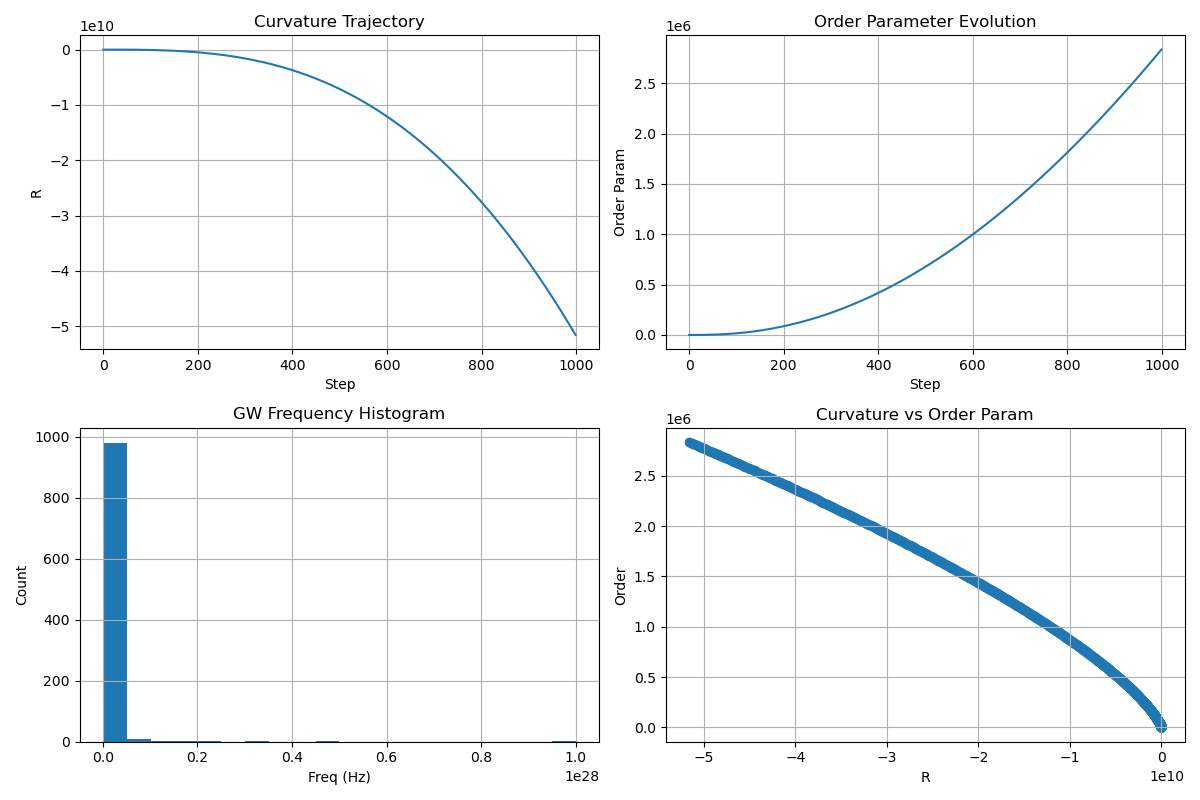 Curvature Trajectory
1e10
0
−1
−2
−3
−4
−5
R
0 200 400 600 800 1000
Step
Order Parameter Evolution
1e6
2.5
2.0
1.5
1.0
0.5
0.0
Order Param
0 200 400 600 800 1000
Step
GW Frequency Histogram
1000
800
600
400
200
0
Count
0.0 0.2 0.4 0.6 0.8 1.0
1e28
Freq (Hz)
Curvature vs Order Param
1e6
2.5
2.0
1.5
1.0
0.5
0.0
Order
−5 −4 −3 −2 −1 0
1e10
R